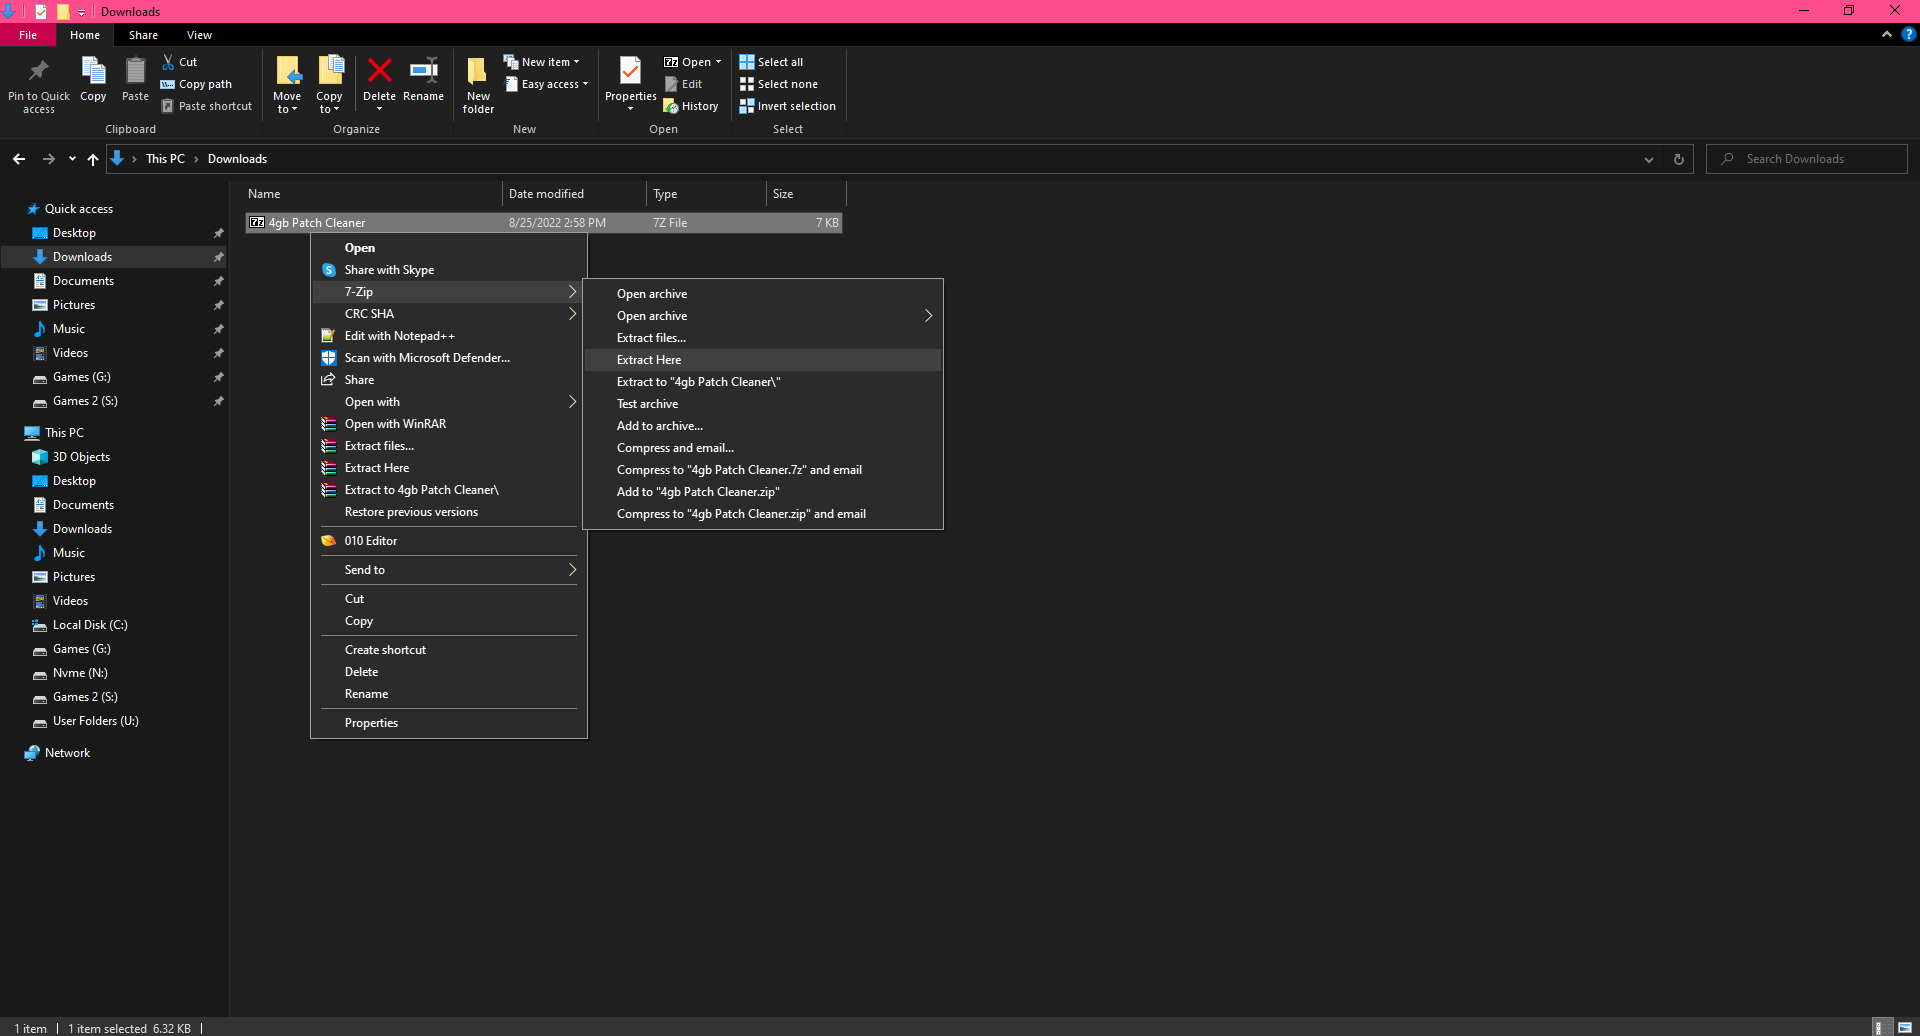 Downloads
File Home Share View
Pin to Quick access
Copy
Paste
Cut
Copy path
Paste shortcut
Clipboard
Move to
Copy to
Delete
Rename
Organize
New folder
New item
Easy access
New
Properties
Open
Edit
History
Open
Select all
Select none
Invert selection
Select
This PC Downloads
Search Downloads
Quick access
Desktop
Downloads
Documents
Pictures
Music
Videos
Games (G:)
Games 2 (S:)
This PC
3D Objects
Desktop
Documents
Downloads
Music
Pictures
Videos
Local Disk (C:)
Games (G:)
Nvme (N:)
Games 2 (S:)
User Folders (U:)
Network
Name Date modified Type Size
7z 4gb Patch Cleaner 8/25/2022 2:58 PM 7Z File 7 KB
Open
Share with Skype
7-Zip
CRC SHA
Edit with Notepad++
Scan with Microsoft Defender...
Share
Open with
Open with WinRAR
Extract files...
Extract Here
Extract to 4gb Patch Cleaner\
Restore previous versions
010 Editor
Send to
Cut
Copy
Create shortcut
Delete
Rename
Properties
Open archive
Open archive
Extract files...
Extract Here
Extract to "4gb Patch Cleaner\"
Test archive
Add to archive...
Compress and email...
Compress to "4gb Patch Cleaner.7z" and email
Add to "4gb Patch Cleaner.zip"
Compress to "4gb Patch Cleaner.zip" and email
1 item 1 item selected 6.32 KB